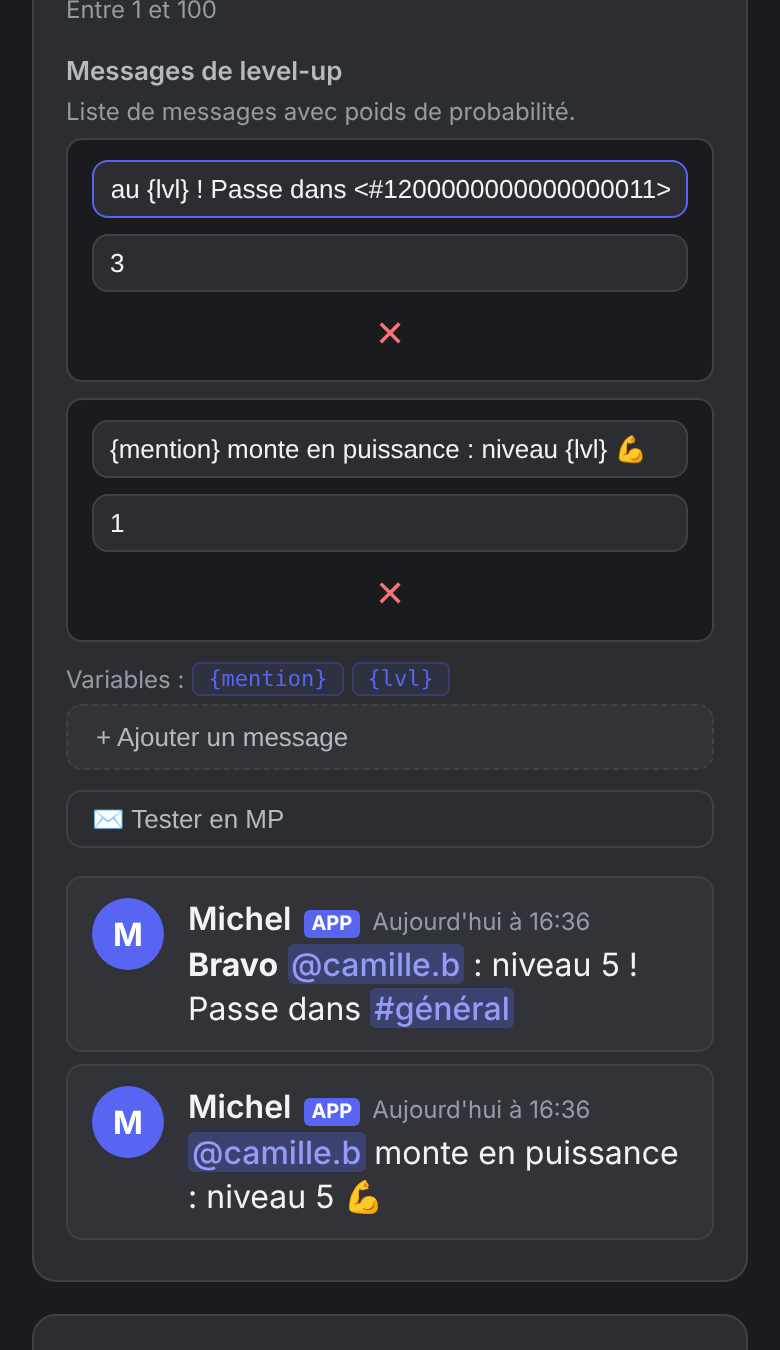 Entre 1 et 100
Messages de level-up
Liste de messages avec poids de probabilité.
au {lvl} ! Passe dans <#1200000000000000011>
3
✕
{mention} monte en puissance : niveau {lvl} 💪
1
✕
Variables : {mention} {lvl}
+ Ajouter un message
✉️ Tester en MP
M
Michel APP Aujourd'hui à 16:36
Bravo @camille.b : niveau 5 !
Passe dans #général
M
Michel APP Aujourd'hui à 16:36
@camille.b monte en puissance
: niveau 5 💪